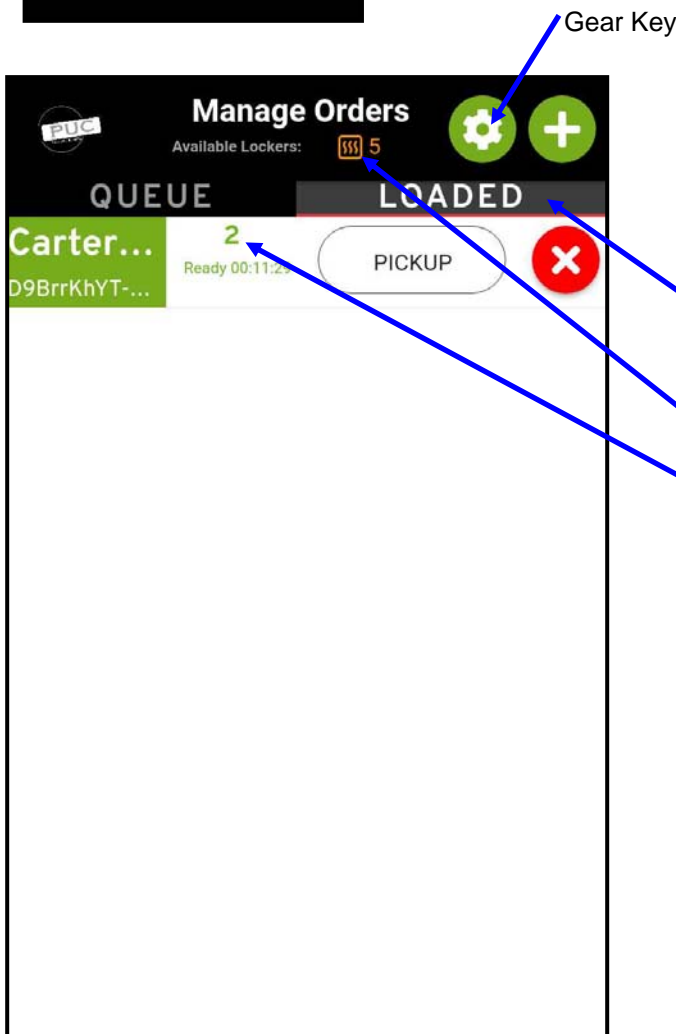 Gear Key
PUC
Manage Orders
Available Lockers: 5
QUEUE LOADED
Carter... 2 PICKUP
D9BrrKhYT-... Ready 00:11:29